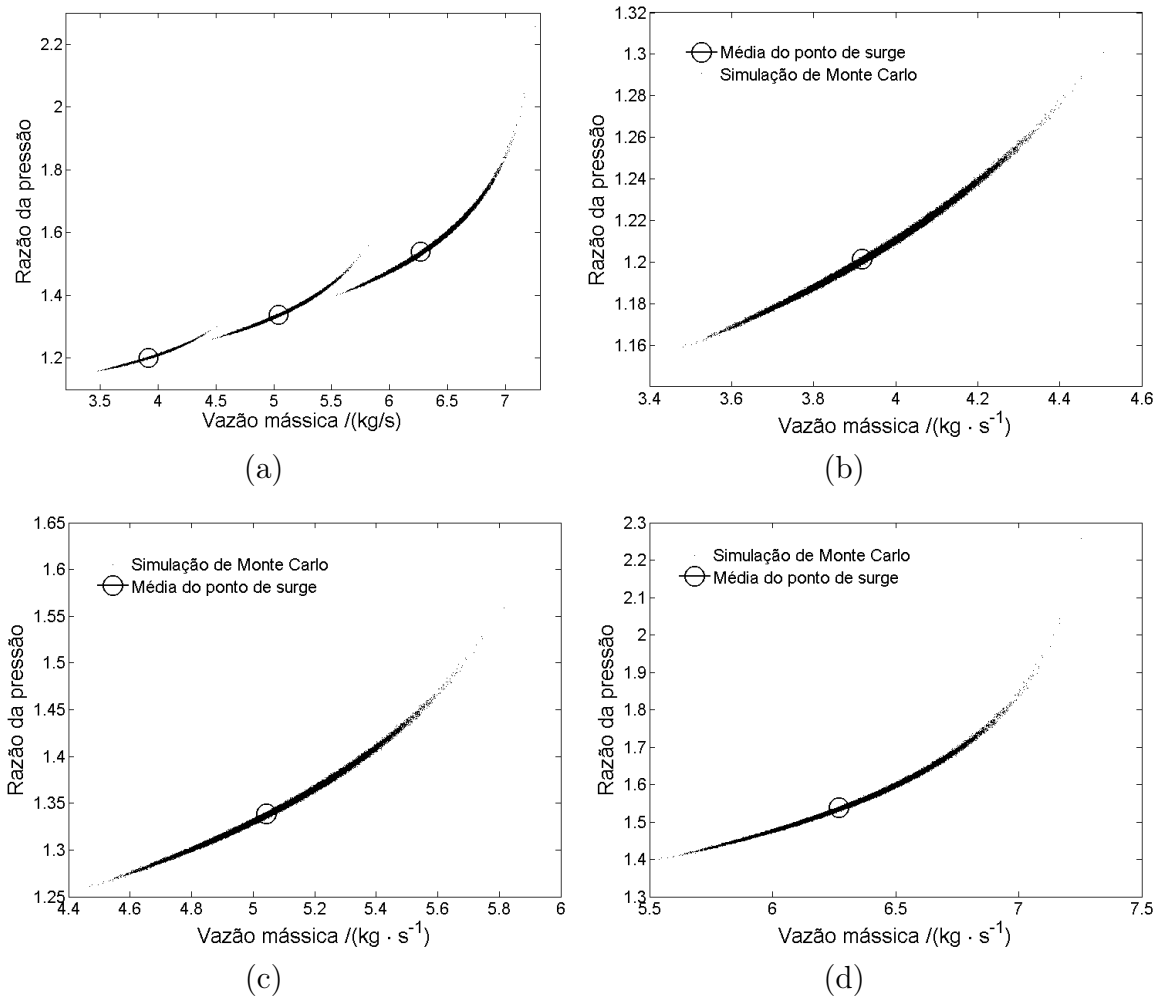 2.2
2
1.8
1.6
1.4
1.2
Razão da pressão
3.5 4 4.5 5 5.5 6 6.5 7
Vazão mássica /(kg/s)
(a)
1.32
1.3
1.28
1.26
1.24
1.22
1.20
1.18
1.16
1.14
Razão da pressão
Média do ponto de surge
Simulação de Monte Carlo
3.4 3.6 3.8 4 4.2 4.4 4.6
Vazão mássica /(kg · s⁻¹)
(b)
1.65
1.6
1.55
1.5
1.45
1.4
1.35
1.3
1.25
Razão da pressão
Simulação de Monte Carlo
Média do ponto de surge
4.4 4.6 4.8 5 5.2 5.4 5.6 5.8 6
Vazão mássica /(kg · s⁻¹)
(c)
2.3
2.2
2.1
2
1.9
1.8
1.7
1.6
1.5
1.4
1.3
Razão da pressão
Simulação de Monte Carlo
Média do ponto de surge
5.5 6 6.5 7 7.5
Vazão mássica /(kg · s⁻¹)
(d)